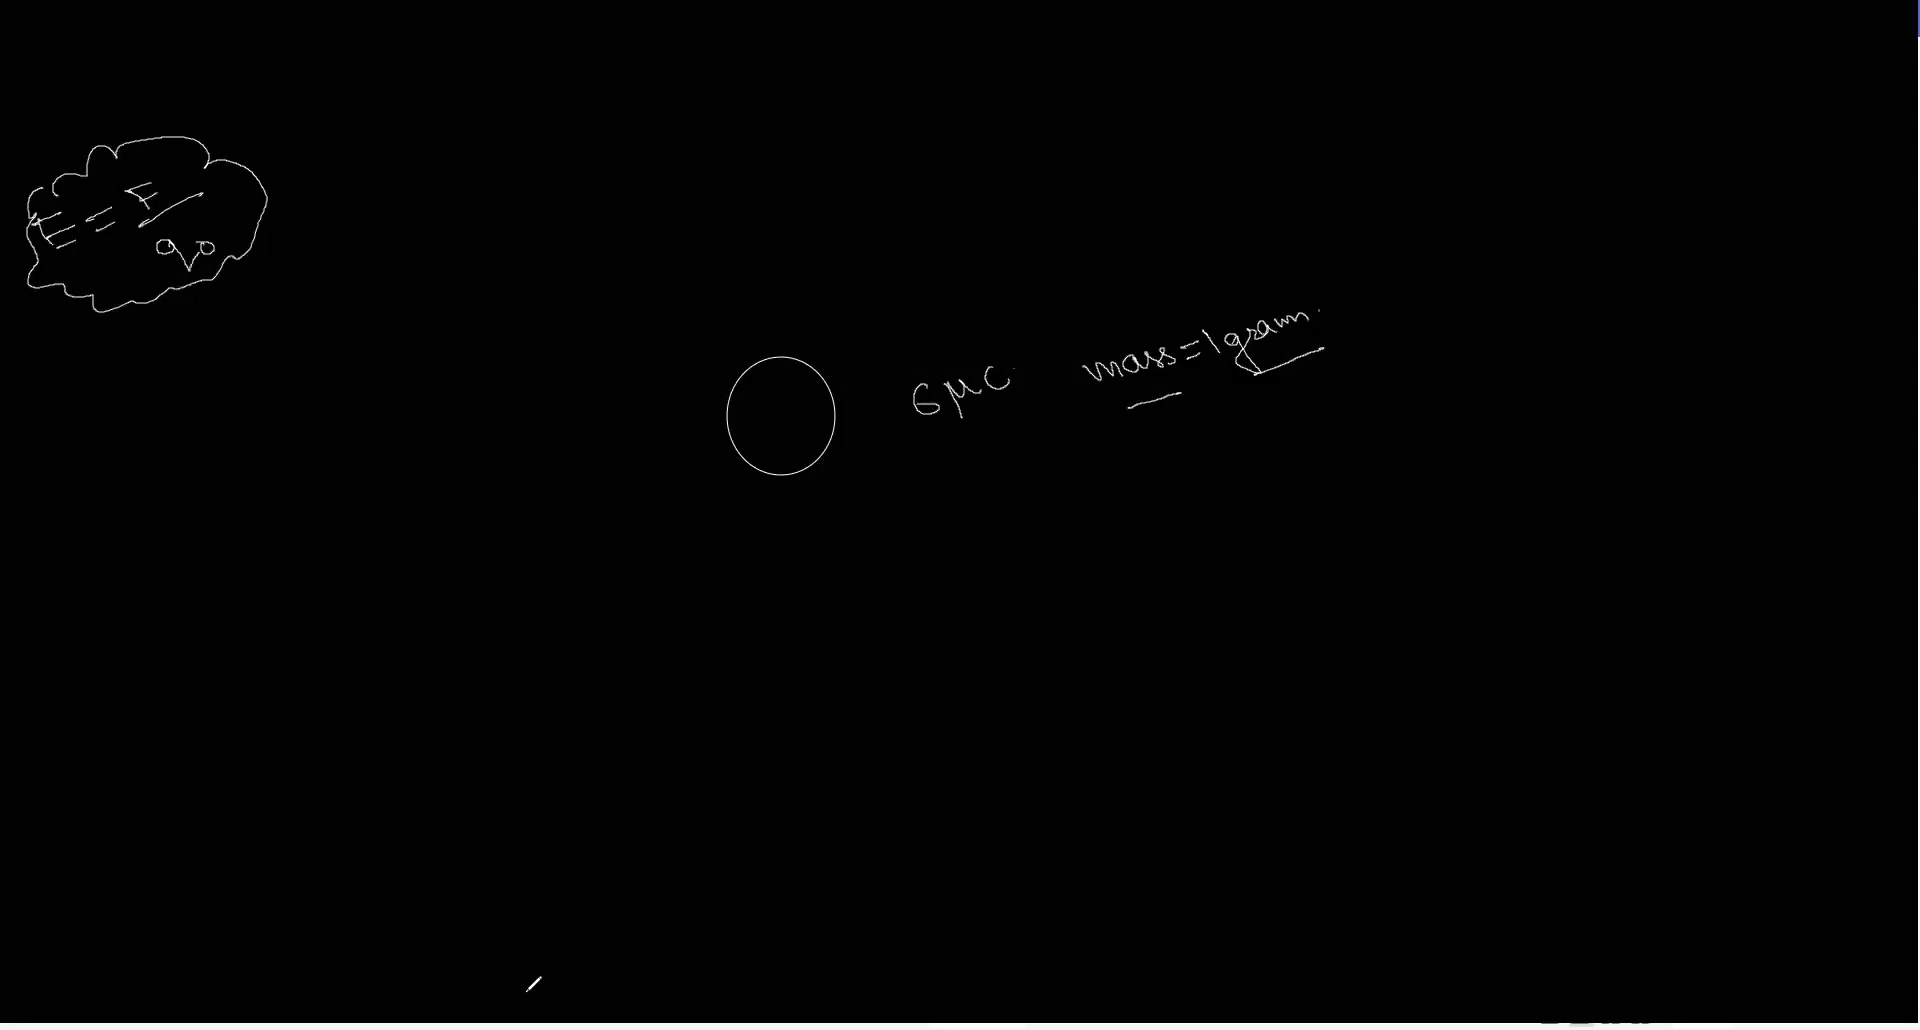 E = F / q0
6μC mass = 1 gram.